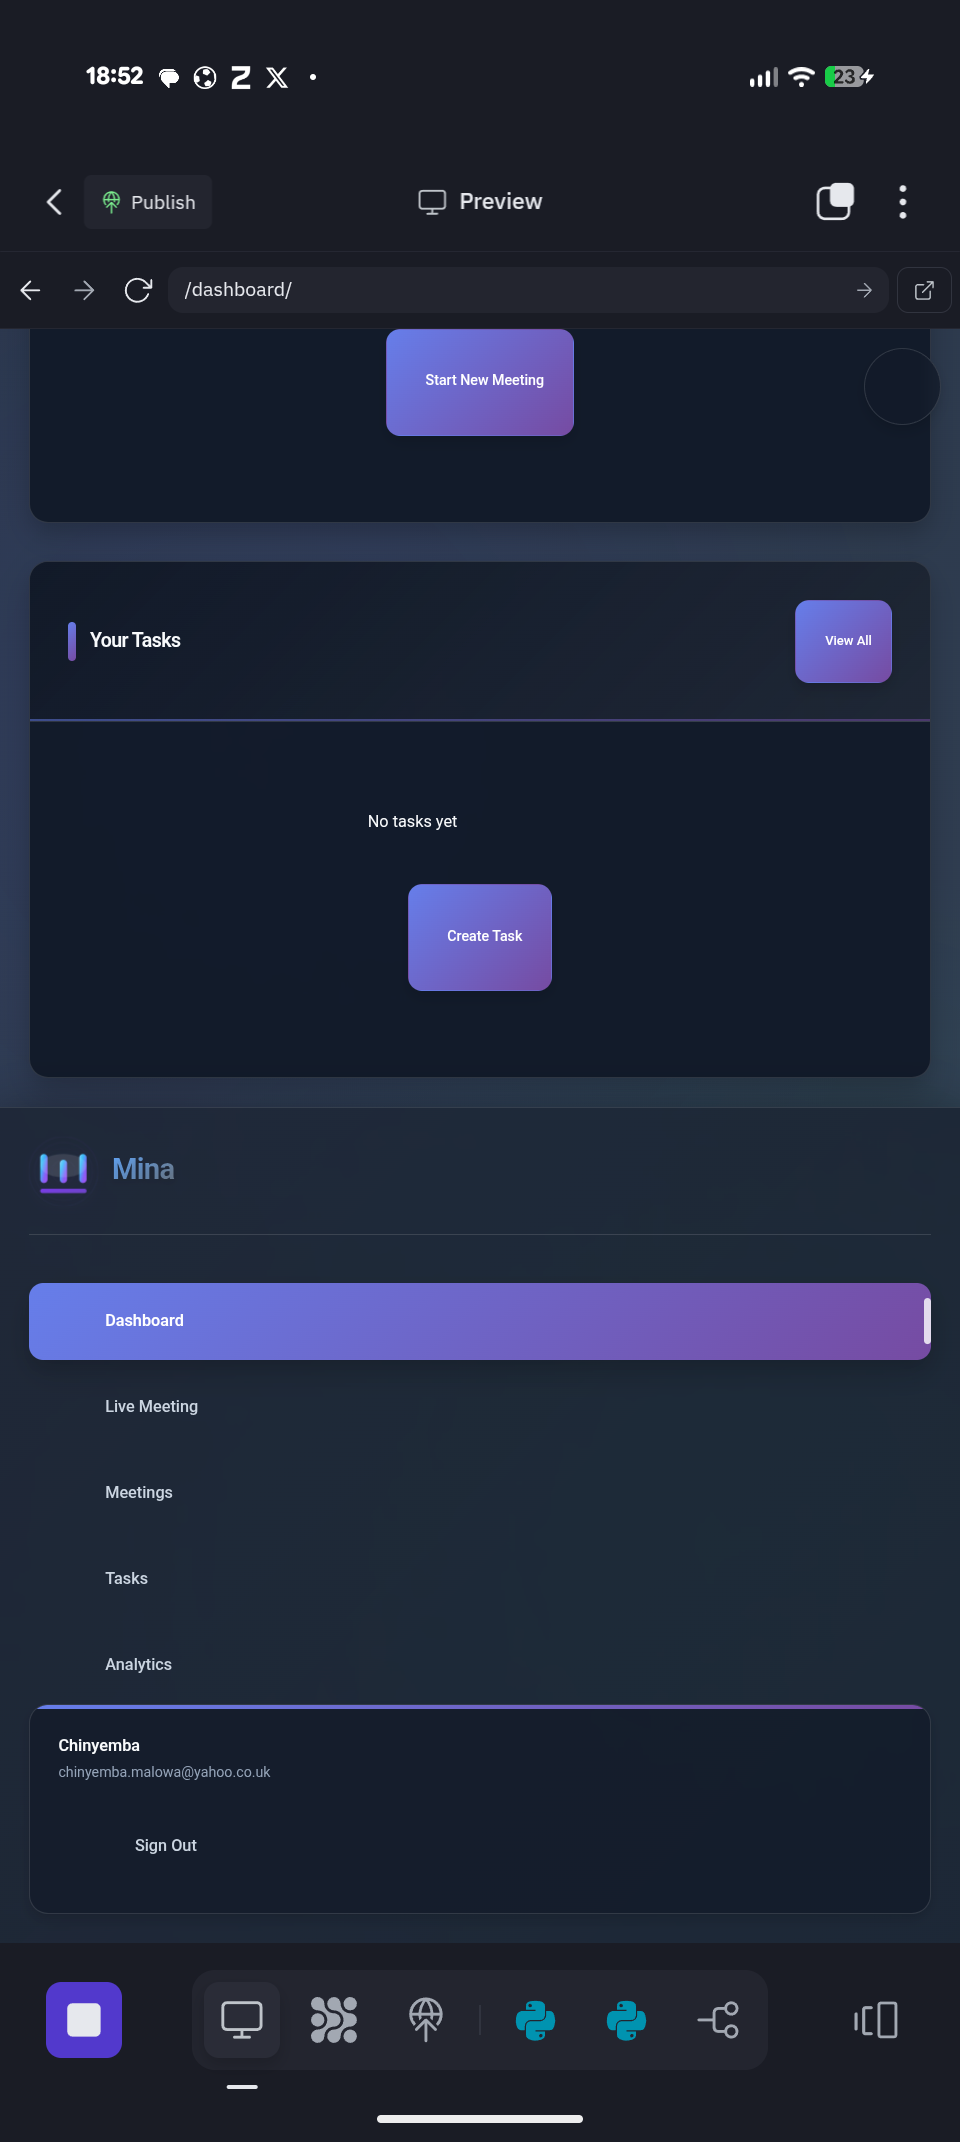 18:52
23
Publish
Preview
/dashboard/
Start New Meeting
Your Tasks
View All
No tasks yet
Create Task
Mina
Dashboard
Live Meeting
Meetings
Tasks
Analytics
Chinyemba
chinyemba.malowa@yahoo.co.uk
Sign Out